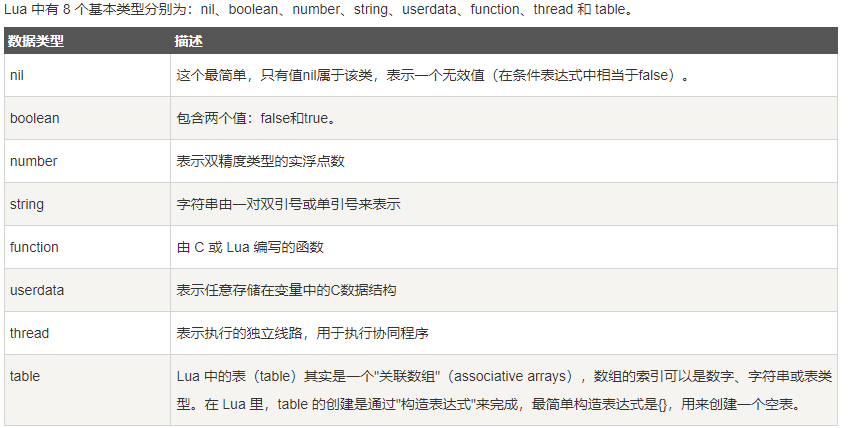 Lua 中有 8 个基本类型分别为：nil、boolean、number、string、userdata、function、thread 和 table。
数据类型 描述
nil 这个最简单，只有值nil属于该类，表示一个无效值（在条件表达式中相当于false）。
boolean 包含两个值：false和true。
number 表示双精度类型的实浮点数
string 字符串由一对双引号或单引号来表示
function 由 C 或 Lua 编写的函数
userdata 表示任意存储在变量中的C数据结构
thread 表示执行的独立线路，用于执行协同程序
table Lua 中的表（table）其实是一个"关联数组"（associative arrays），数组的索引可以是数字、字符串或表类
型。在 Lua 里，table 的创建是通过"构造表达式"来完成，最简单构造表达式是{}，用来创建一个空表。